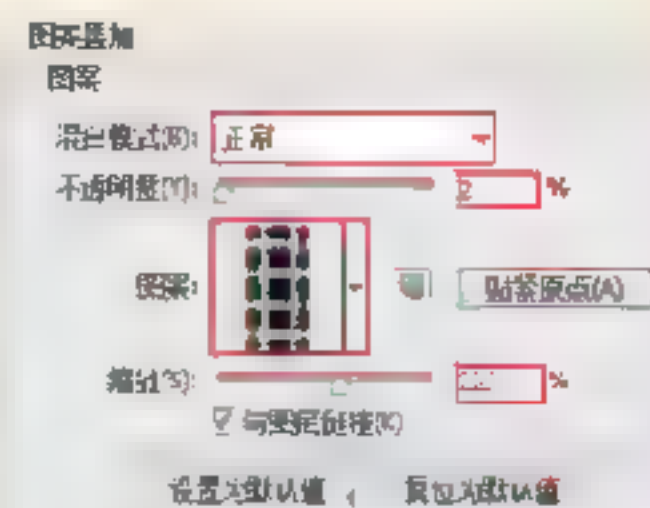 图案叠加
图案
混合模式(B): 正常
不透明度(Y): %
图案: 贴紧原点(A)
缩放(S): %
与图层链接(K)
设置为默认值 复位为默认值